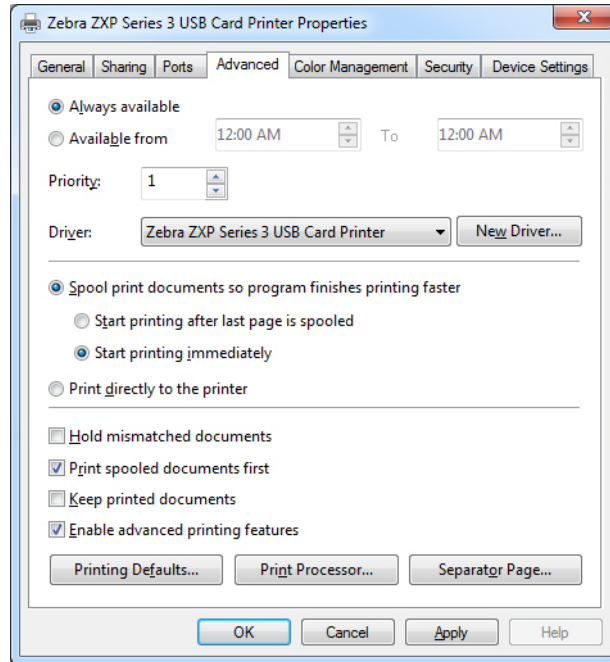 Zebra ZXP Series 3 USB Card Printer Properties
General Sharing Ports Advanced Color Management Security Device Settings
Always available
Available from 12:00 AM To 12:00 AM
Priority: 1
Driver: Zebra ZXP Series 3 USB Card Printer New Driver...
Spool print documents so program finishes printing faster
Start printing after last page is spooled
Start printing immediately
Print directly to the printer
Hold mismatched documents
Print spooled documents first
Keep printed documents
Enable advanced printing features
Printing Defaults... Print Processor... Separator Page...
OK Cancel Apply Help